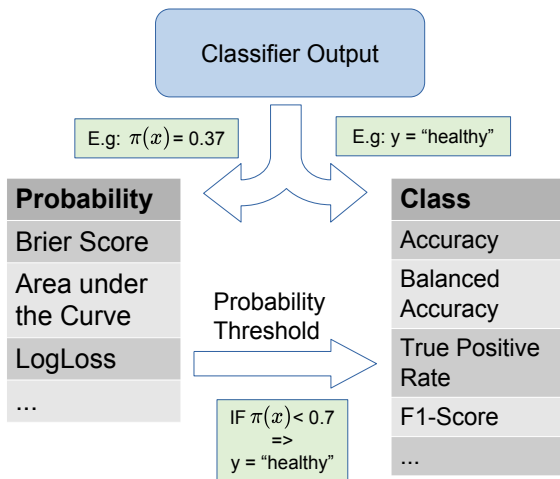 Classifier Output
E.g: π(x) = 0.37
E.g: y = “healthy”
Probability
Brier Score
Area under
the Curve
LogLoss
...
Probability
Threshold
IF π(x) < 0.7
=>
y = “healthy”
Class
Accuracy
Balanced
Accuracy
True Positive
Rate
F1-Score
...